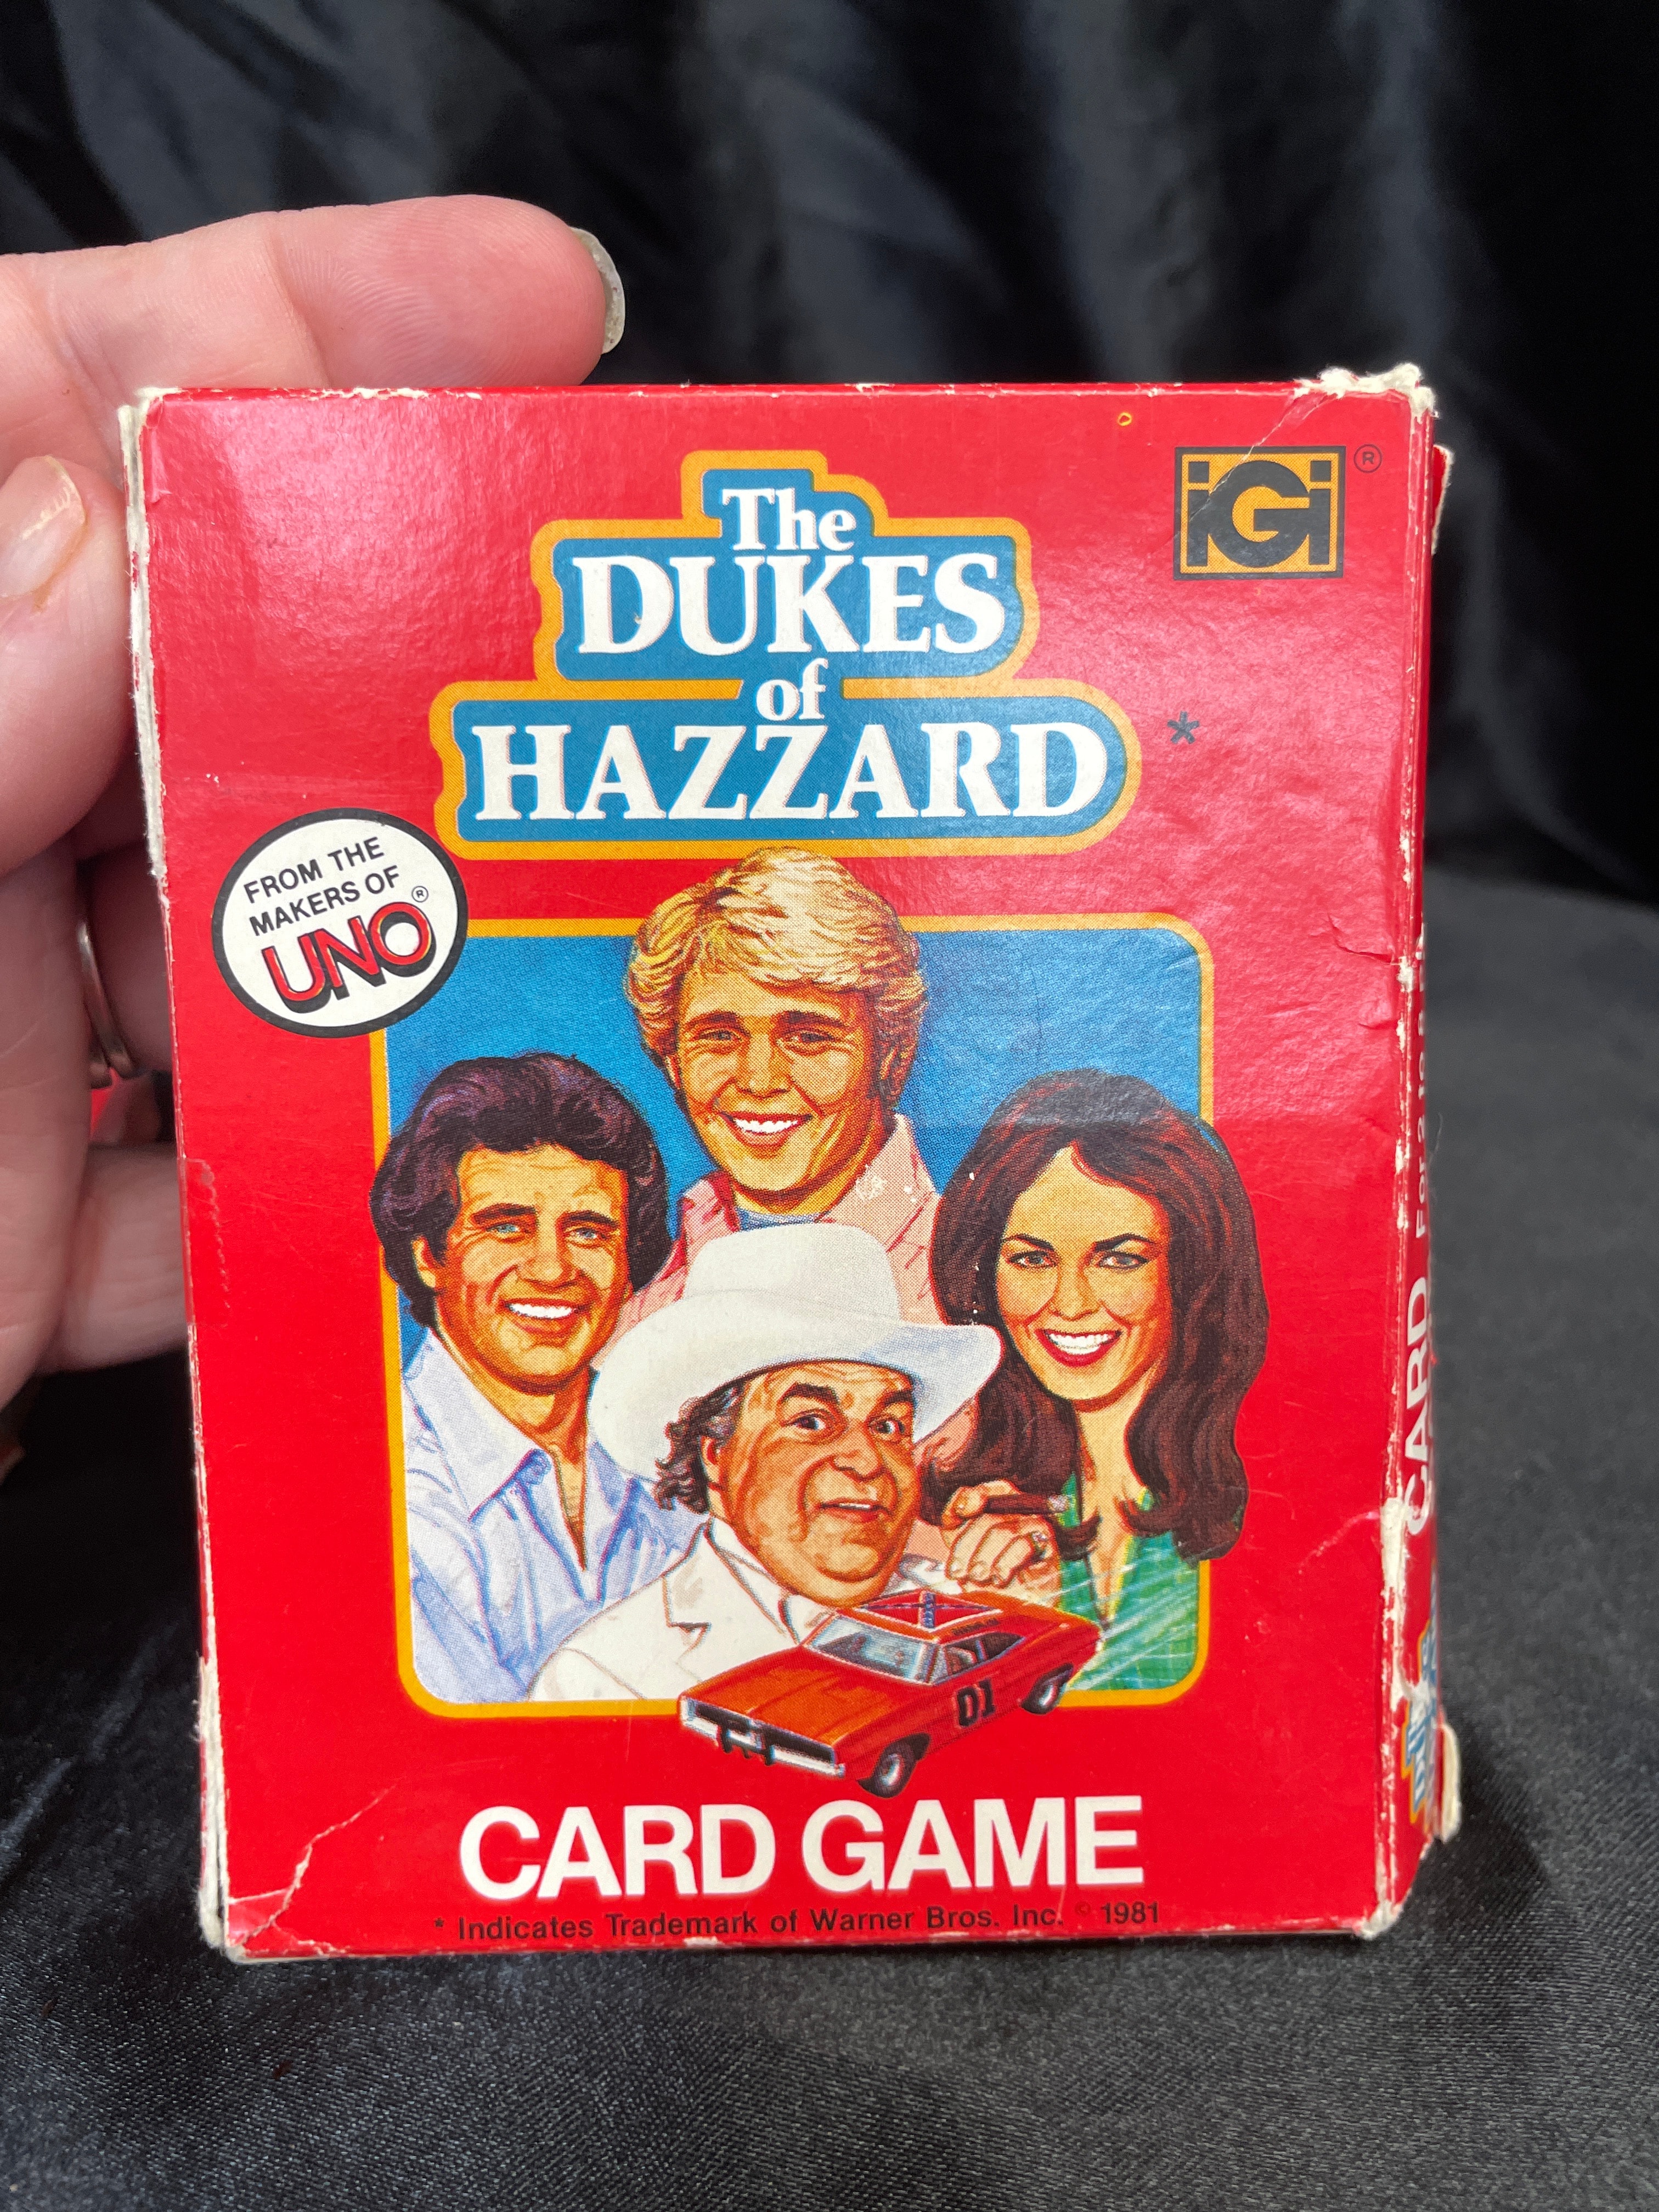 iGi ®
The
DUKES
of
HAZZARD *
FROM THE
MAKERS OF
UNO ®
01
CARD GAME
* Indicates Trademark of Warner Bros. Inc. © 1981
CARD